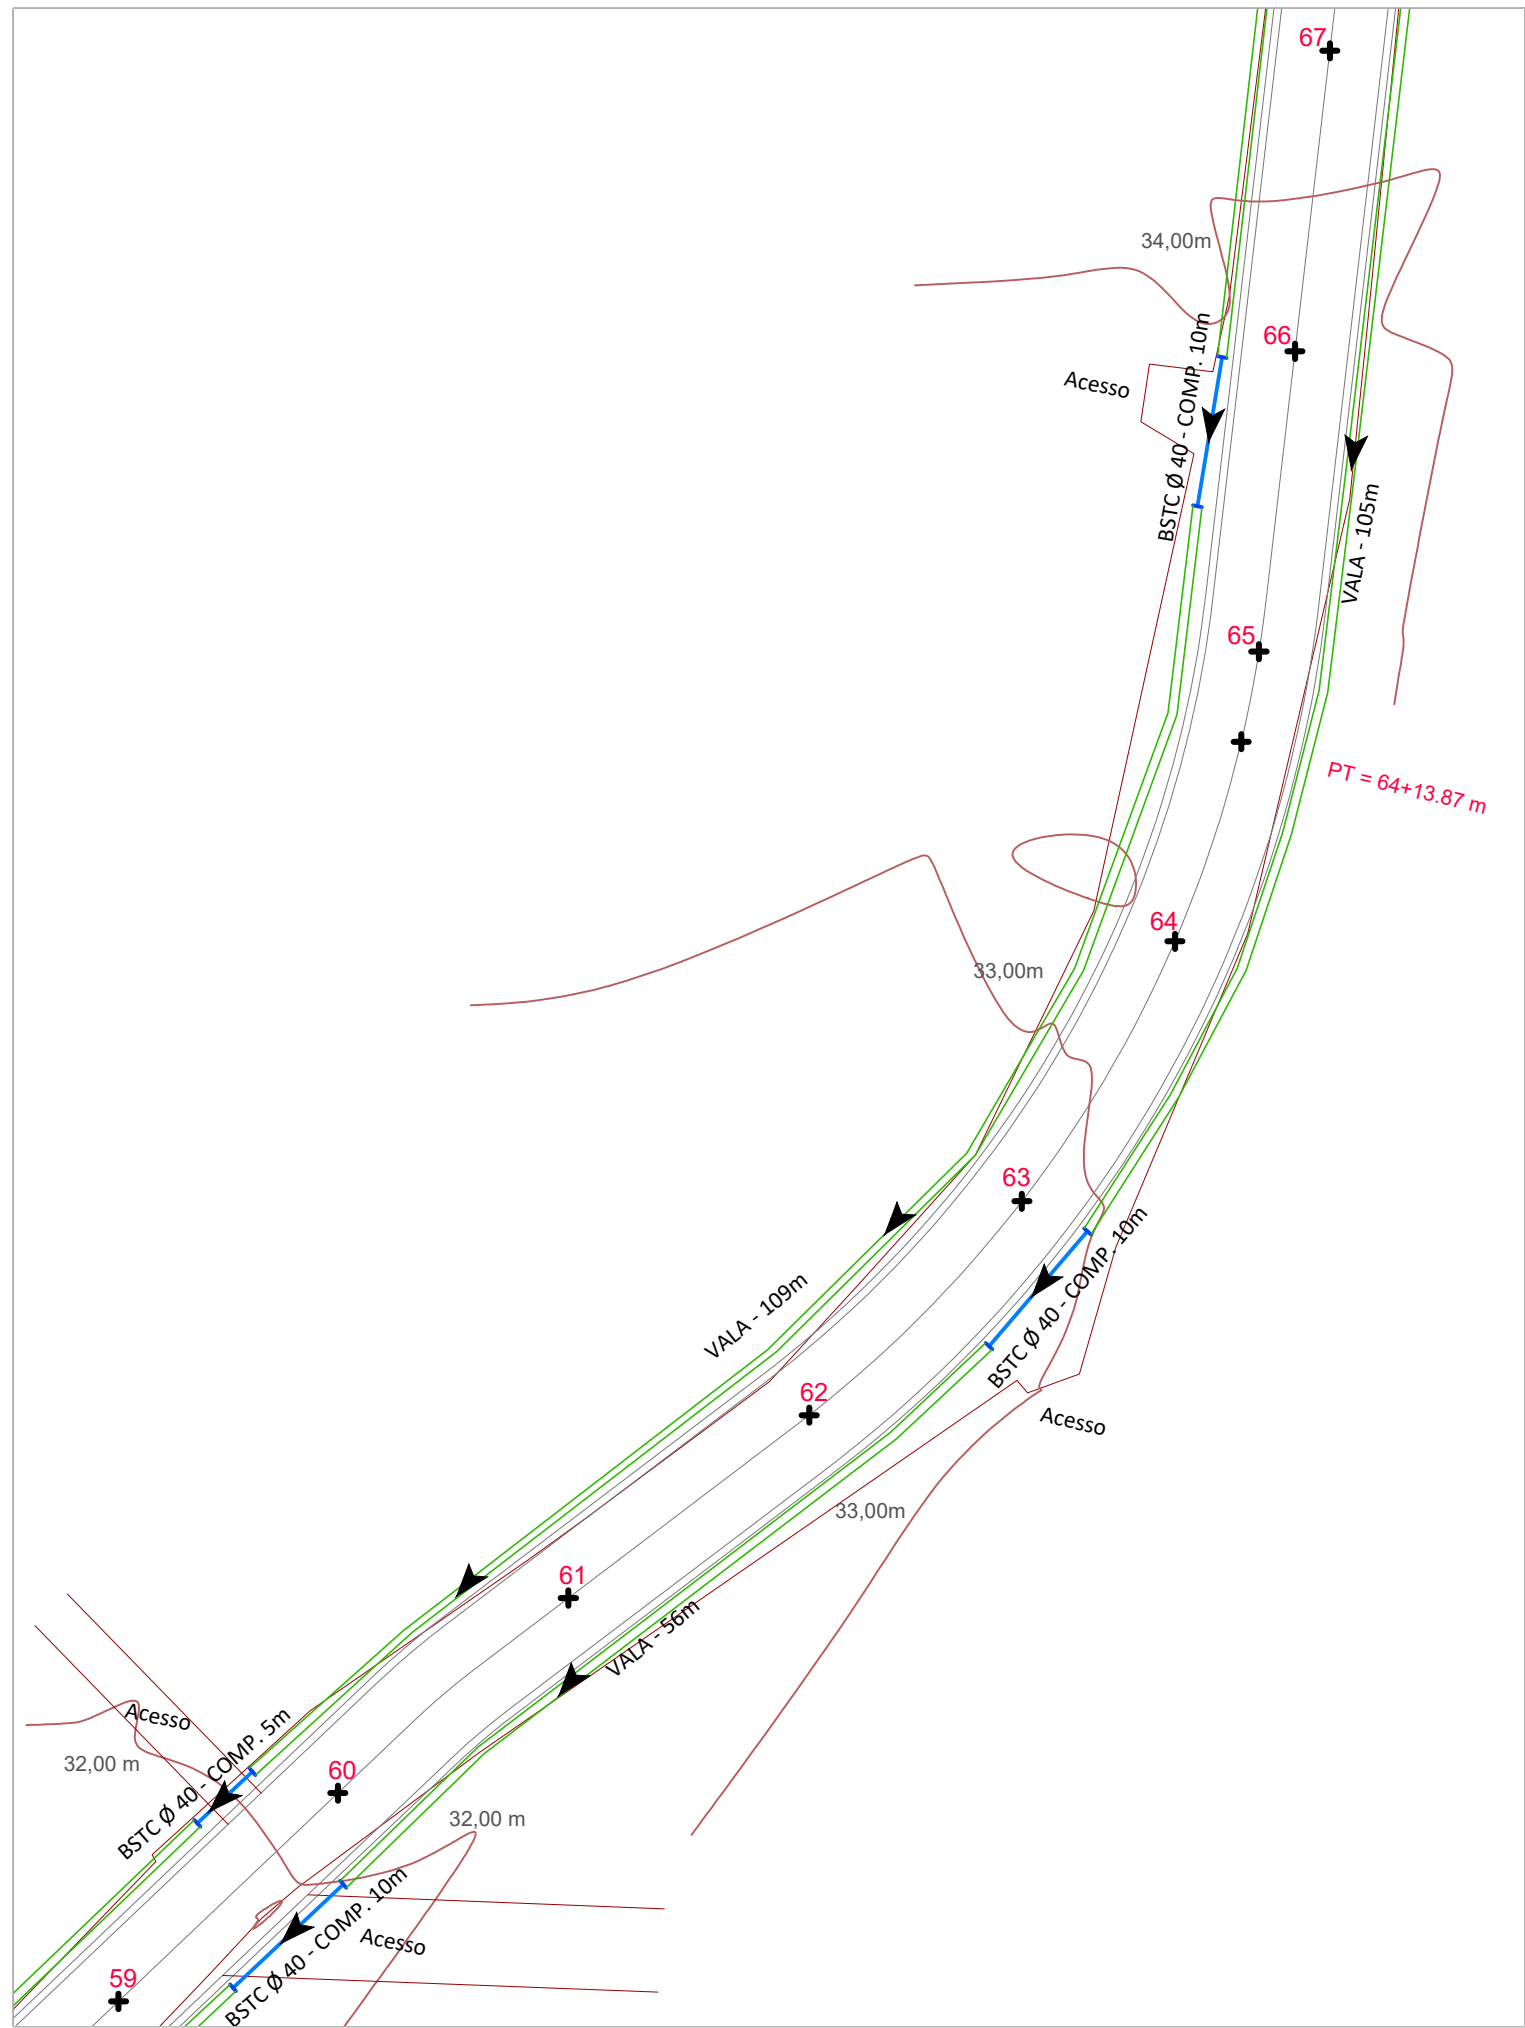 67
34,00m
66
BSTC Ø 40 - COMP. 10m
Acesso
VALA - 105m
65
PT = 64+13.87 m
64
33,00m
63
BSTC Ø 40 - COMP. 10m
VALA - 109m
62
Acesso
33,00m
61
VALA - 56m
Acesso
BSTC Ø 40 - COMP. 5m
32,00 m
60
32,00 m
BSTC Ø 40 - COMP. 10m
Acesso
59